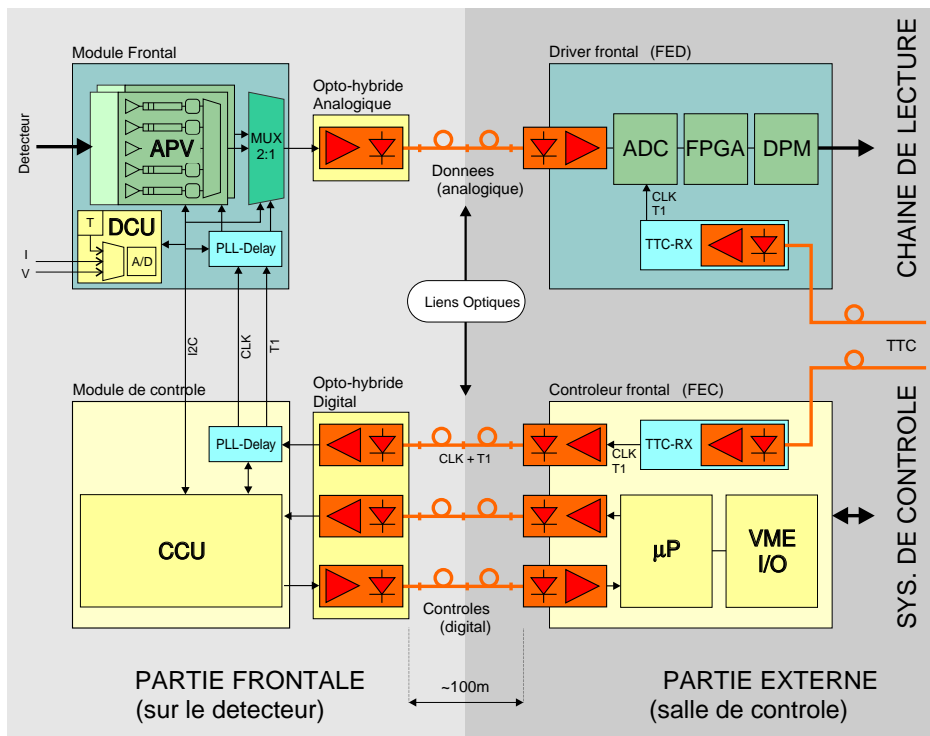 Module Frontal
Driver frontal (FED)
Opto-hybride
Analogique
Detecteur
APV
MUX
2:1
ADC
FPGA
DPM
Donnees
(analogique)
CLK
T1
CHAINE DE LECTURE
T
DCU
A/D
I
V
PLL-Delay
TTC-RX
Liens Optiques
I2C
CLK
T1
TTC
Module de controle
Opto-hybride
Digital
Controleur frontal (FEC)
PLL-Delay
CLK + T1
CLK
T1
TTC-RX
CCU
µP
VME
I/O
SYS. DE CONTROLE
Controles
(digital)
PARTIE FRONTALE
(sur le detecteur)
~100m
PARTIE EXTERNE
(salle de controle)